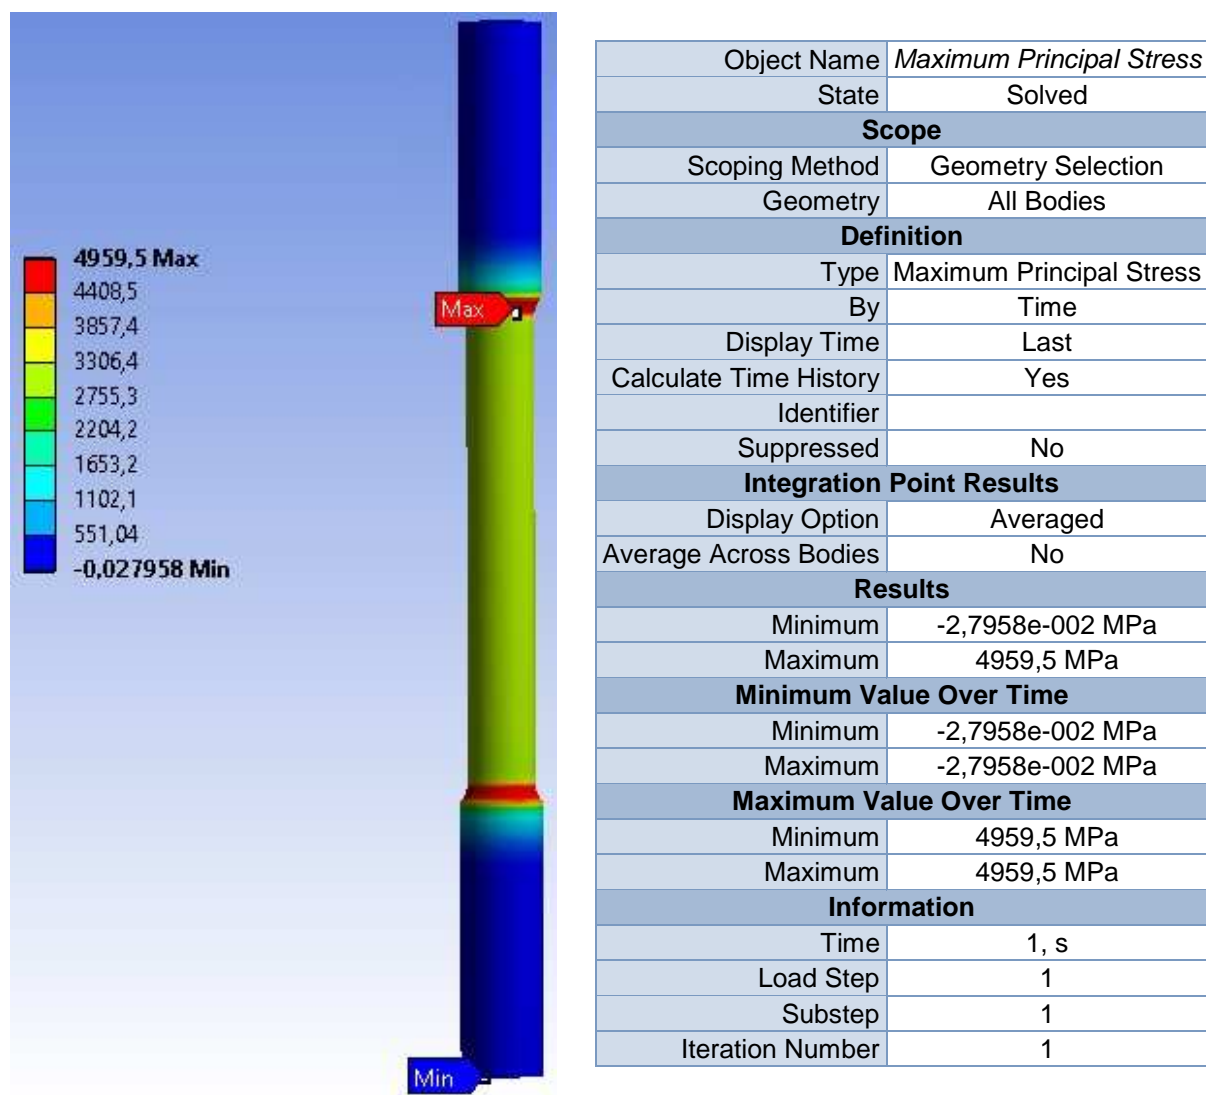 4959,5 Max
4408,5
3857,4
3306,4
2755,3
2204,2
1653,2
1102,1
551,04
-0,027958 Min
Max
Min
Object Name Maximum Principal Stress
State Solved
Scope
Scoping Method Geometry Selection
Geometry All Bodies
Definition
Type Maximum Principal Stress
By Time
Display Time Last
Calculate Time History Yes
Identifier
Suppressed No
Integration Point Results
Display Option Averaged
Average Across Bodies No
Results
Minimum -2,7958e-002 MPa
Maximum 4959,5 MPa
Minimum Value Over Time
Minimum -2,7958e-002 MPa
Maximum -2,7958e-002 MPa
Maximum Value Over Time
Minimum 4959,5 MPa
Maximum 4959,5 MPa
Information
Time 1, s
Load Step 1
Substep 1
Iteration Number 1